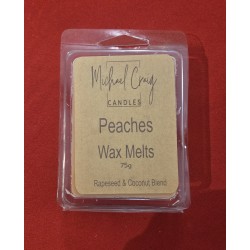 Michael Craig
CANDLES
Peaches
Wax Melts
75g
Rapeseed & Coconut Blend